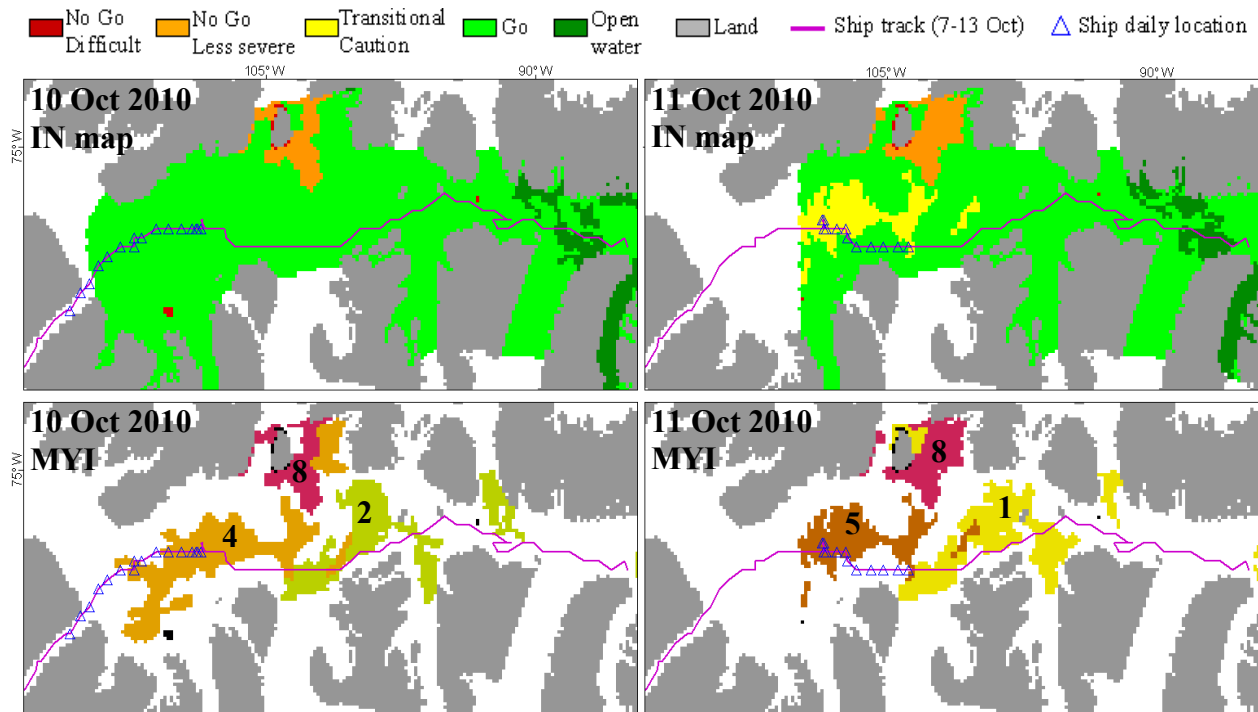 No Go
Difficult
No Go
Less severe
Transitional
Caution
Go
Open
water
Land
Ship track (7-13 Oct)
Ship daily location
105°W
90°W
105°W
90°W
10 Oct 2010
IN map
75°W
11 Oct 2010
IN map
75°W
10 Oct 2010
MYI
75°W
8
2
4
11 Oct 2010
MYI
75°W
8
1
5